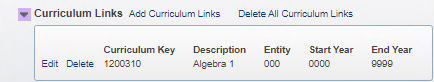 Curriculum Links Add Curriculum Links Delete All Curriculum Links
Curriculum Key Description Entity Start Year End Year
Edit Delete 1200310 Algebra 1 000 0000 9999